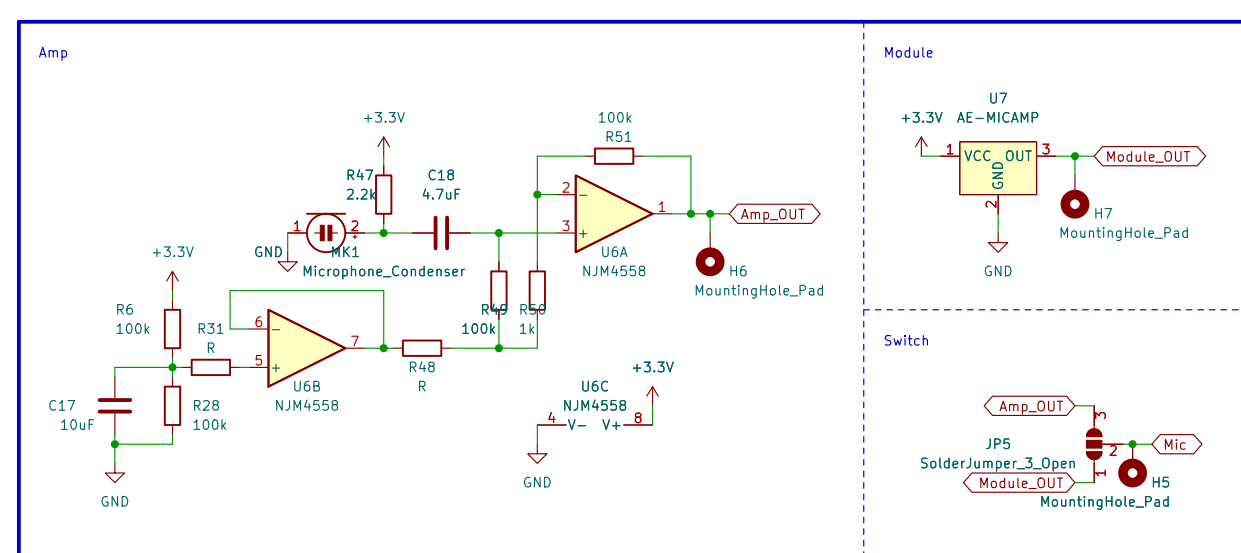 Amp
+3.3V
R47
2.2k
C18
4.7uF
100k
R51
2
−
3
+
1
U6A
NJM4558
Amp_OUT
H6
MountingHole_Pad
1
2
+
GND
MK1
Microphone_Condenser
+3.3V
R6
100k
R31
R
6
−
5
+
7
U6B
NJM4558
R48
R
R49
100k
R50
1k
C17
10uF
R28
100k
GND
U6C
NJM4558
4
V−
V+
8
+3.3V
GND
Module
U7
AE−MICAMP
+3.3V
1
VCC
OUT
GND
3
2
Module_OUT
H7
MountingHole_Pad
GND
Switch
Amp_OUT
3
JP5
2
Mic
SolderJumper_3_Open
1
Module_OUT
H5
MountingHole_Pad